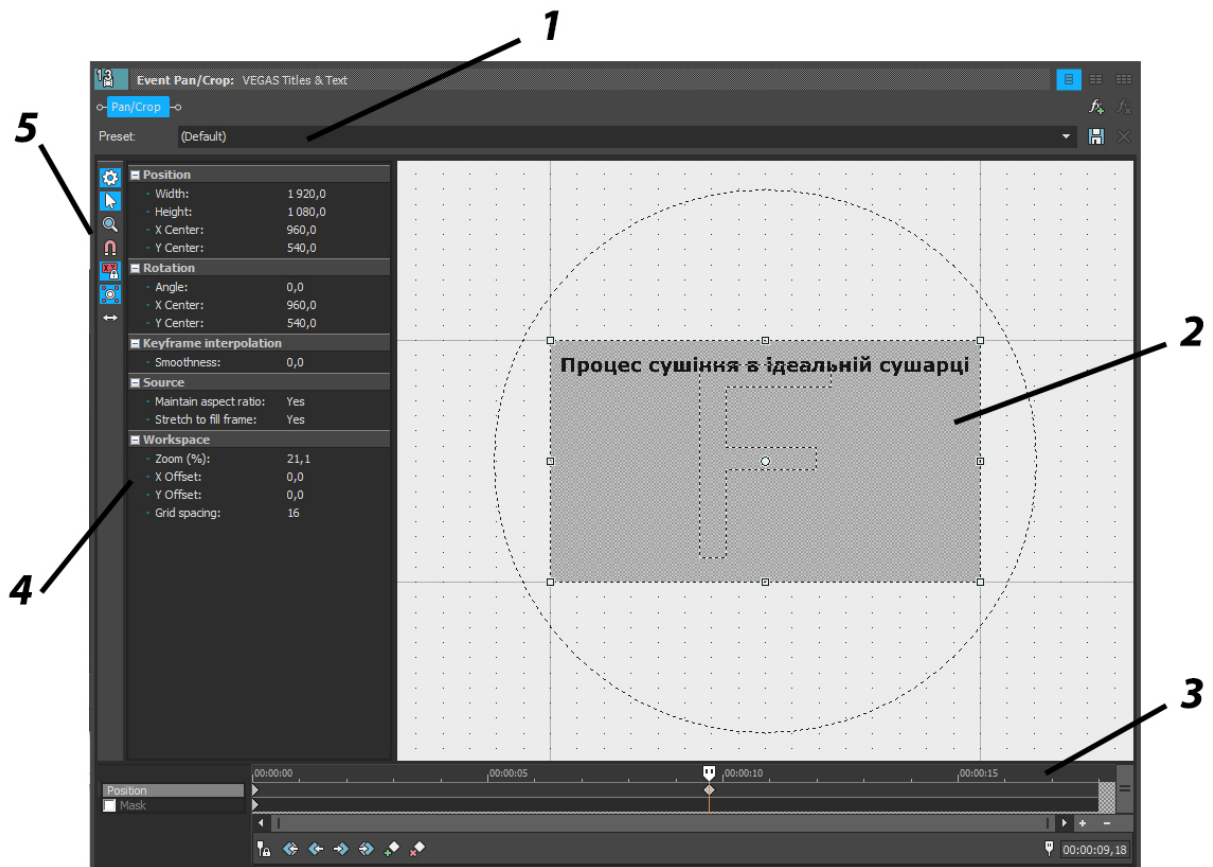 1
13
Event Pan/Crop: VEGAS Titles & Text
Pan/Crop
5
Preset: (Default)
Position
Width: 1 920,0
Height: 1 080,0
X Center: 960,0
Y Center: 540,0
Rotation
Angle: 0,0
X Center: 960,0
Y Center: 540,0
Keyframe interpolation
Smoothness: 0,0
Source
Maintain aspect ratio: Yes
Stretch to fill frame: Yes
Workspace
Zoom (%): 21,1
X Offset: 0,0
Y Offset: 0,0
Grid spacing: 16
4
2
Процес сушіння в ідеальній сушарці
F
3
00:00:00 00:00:05 00:00:10 00:00:15
Position
Mask
00:00:09,18